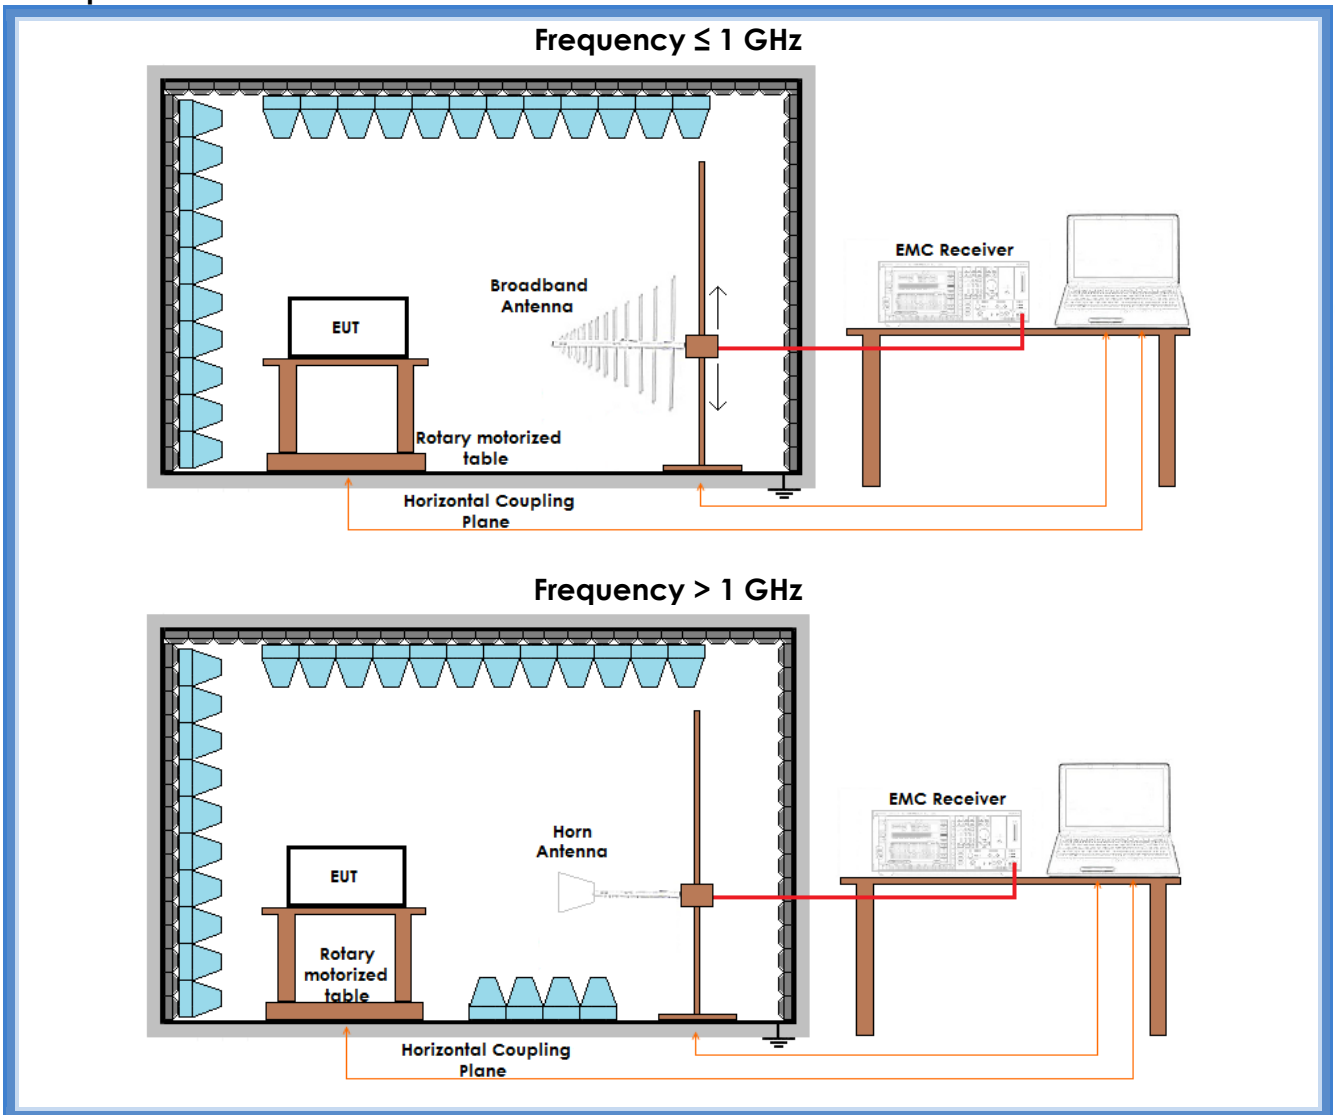 Frequency ≤ 1 GHz
EMC Receiver
Broadband
Antenna
EUT
Rotary motorized
table
Horizontal Coupling
Plane
Frequency > 1 GHz
EMC Receiver
Horn
Antenna
EUT
Rotary
motorized
table
Horizontal Coupling
Plane